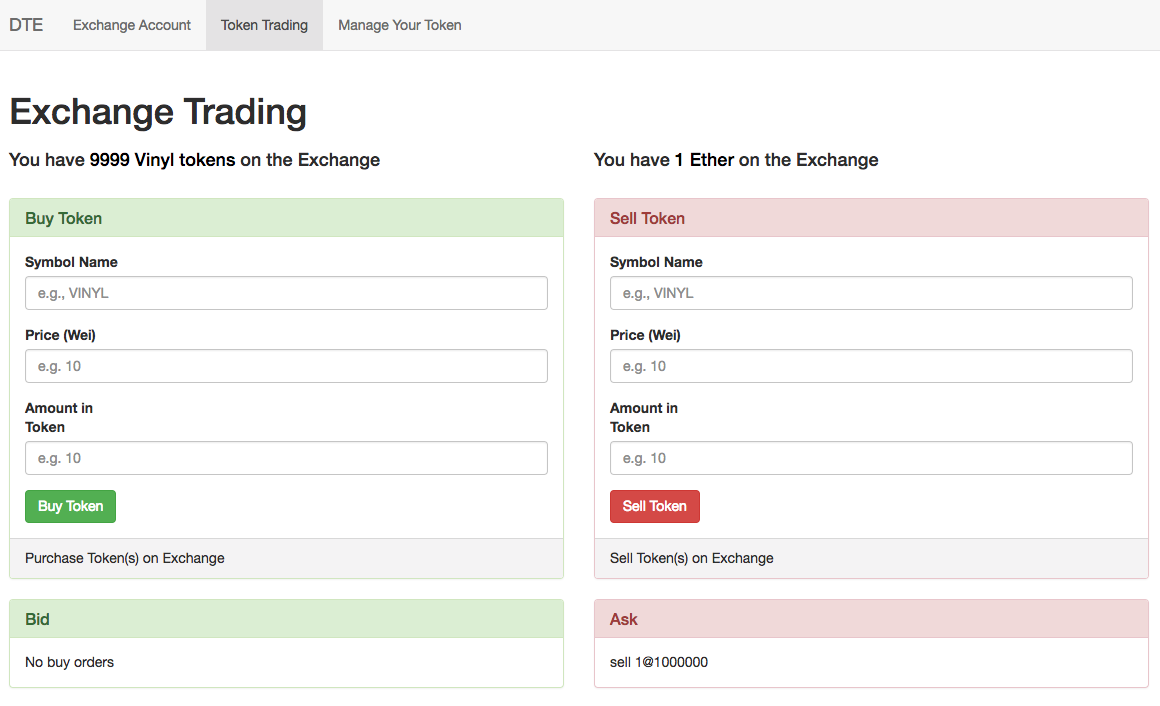 DTE Exchange Account Token Trading Manage Your Token
Exchange Trading
You have 9999 Vinyl tokens on the Exchange
You have 1 Ether on the Exchange
Buy Token
Symbol Name
e.g., VINYL
Price (Wei)
e.g. 10
Amount in
Token
e.g. 10
Buy Token
Purchase Token(s) on Exchange
Sell Token
Symbol Name
e.g., VINYL
Price (Wei)
e.g. 10
Amount in
Token
e.g. 10
Sell Token
Sell Token(s) on Exchange
Bid
No buy orders
Ask
sell 1@1000000